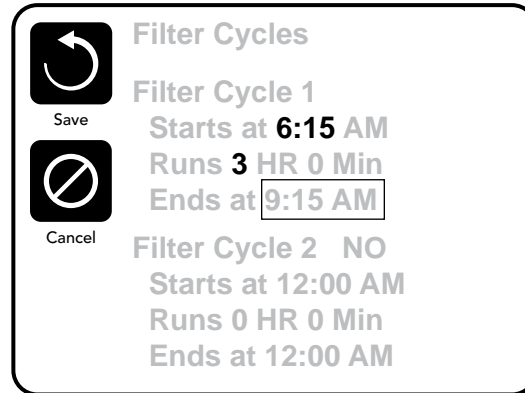 Filter Cycles
Save
Filter Cycle 1
Starts at 6:15 AM
Runs 3 HR 0 Min
Ends at 9:15 AM
Cancel
Filter Cycle 2 NO
Starts at 12:00 AM
Runs 0 HR 0 Min
Ends at 12:00 AM